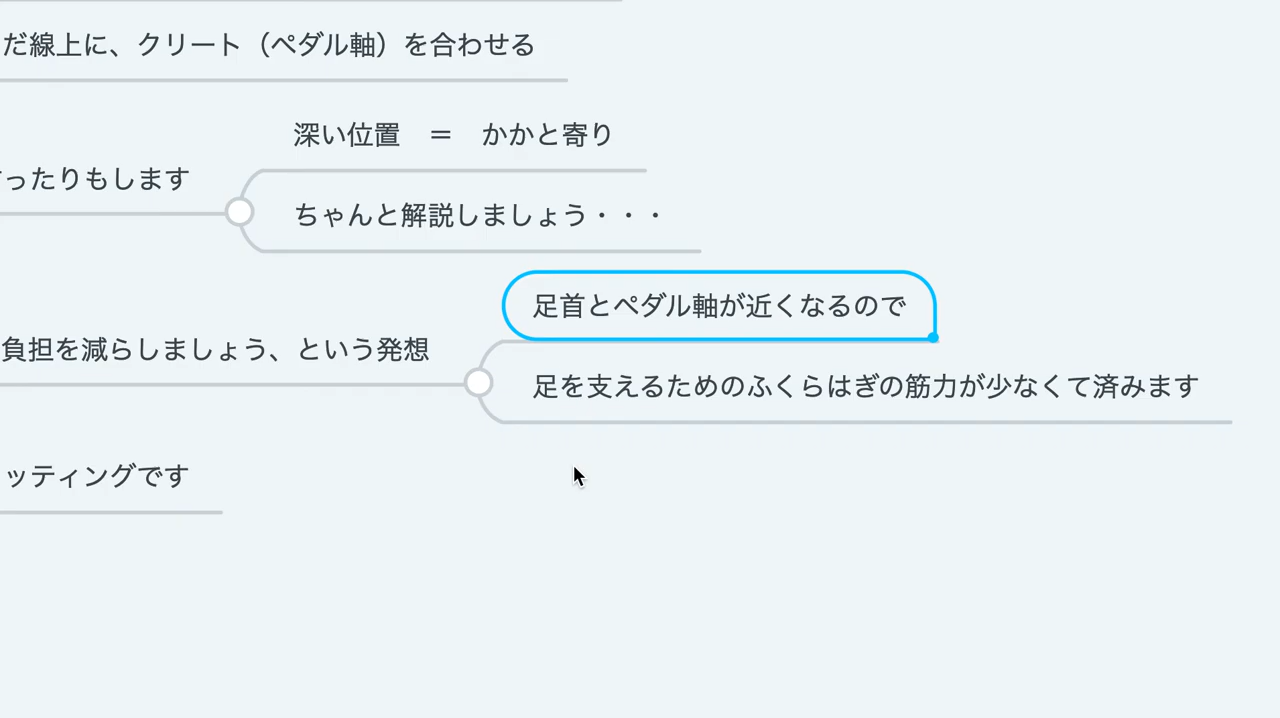 だ線上に、クリート（ペダル軸）を合わせる
深い位置　＝　かかと寄り
ったりもします
ちゃんと解説しましょう・・・
足首とペダル軸が近くなるので
負担を減らしましょう、という発想
足を支えるためのふくらはぎの筋力が少なくて済みます
ッティングです